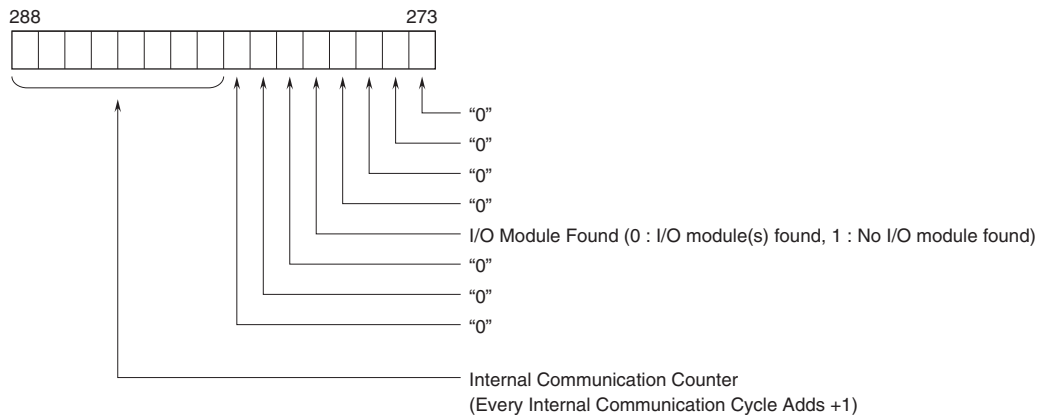 288 273
“0”
“0”
“0”
“0”
I/O Module Found (0 : I/O module(s) found, 1 : No I/O module found)
“0”
“0”
“0”
Internal Communication Counter
(Every Internal Communication Cycle Adds +1)